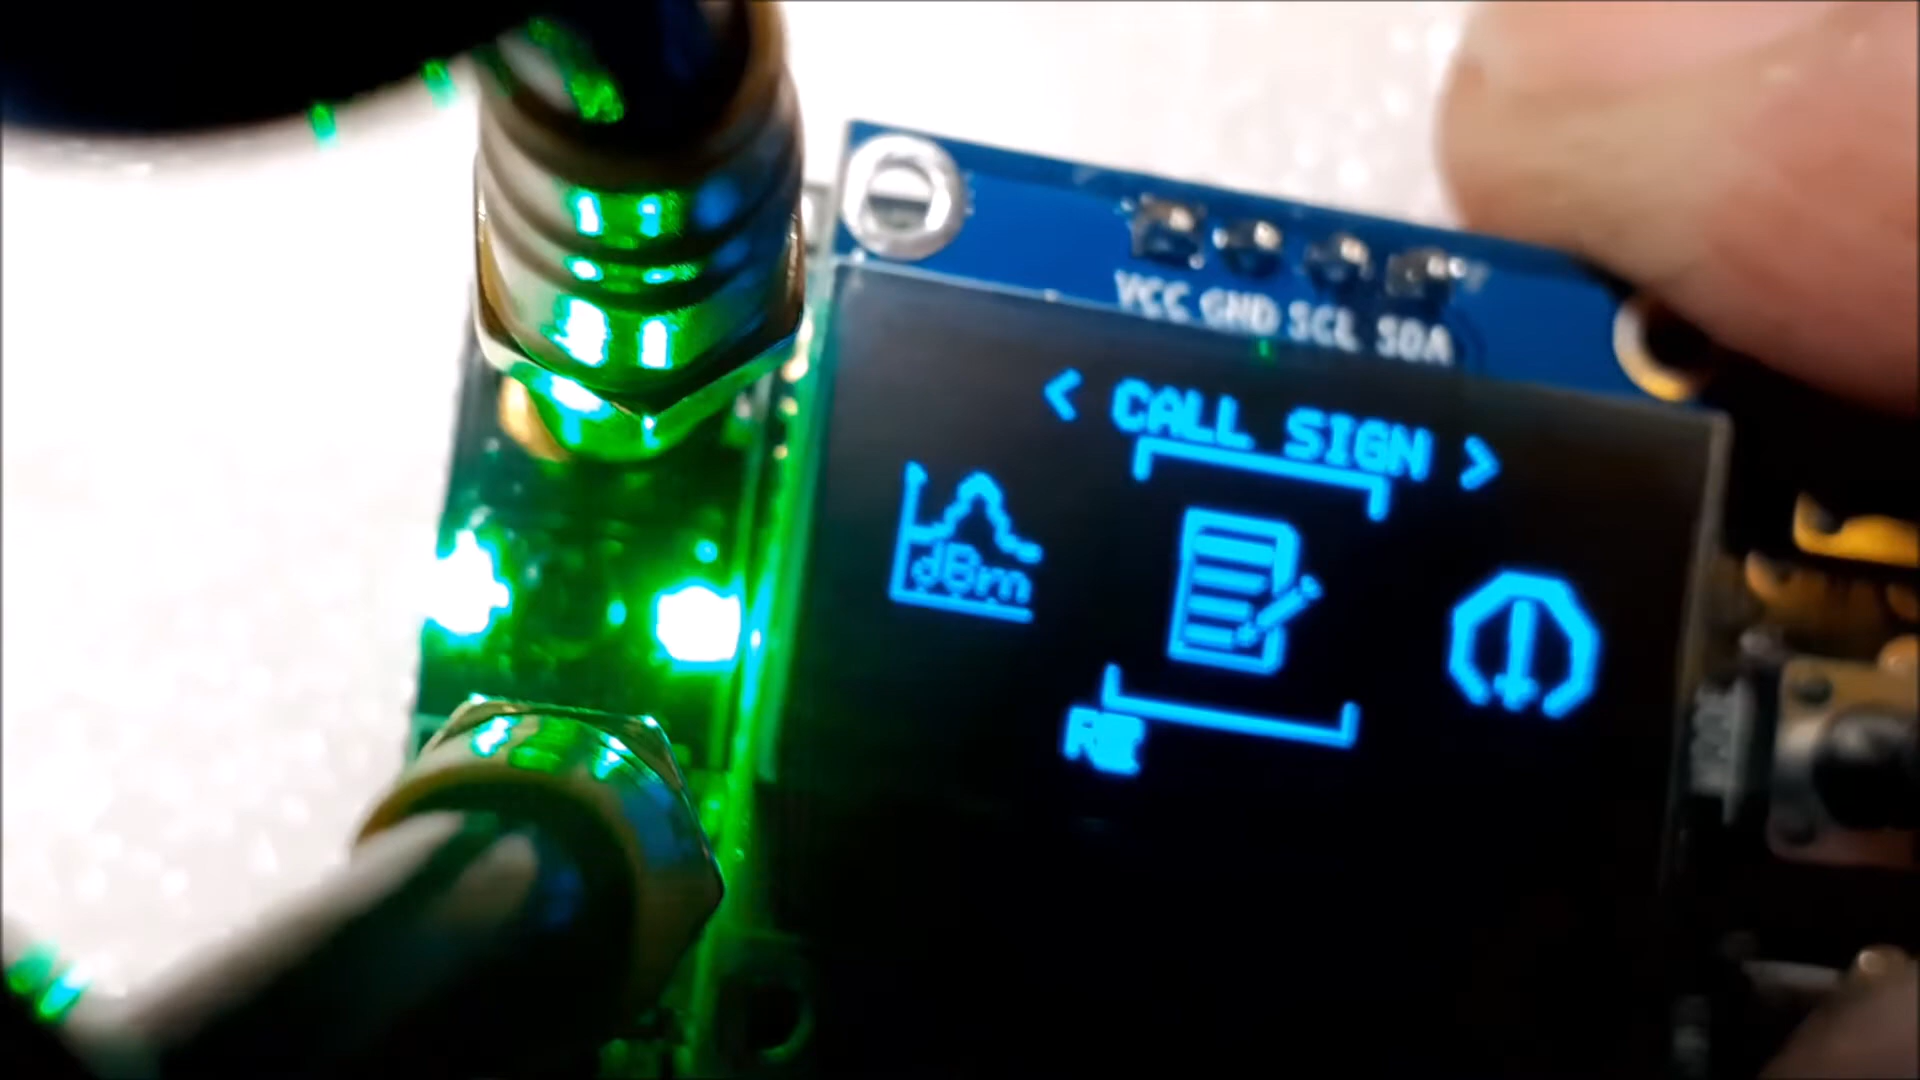 VCC GND SCL SDA
< CALL SIGN >
dBm